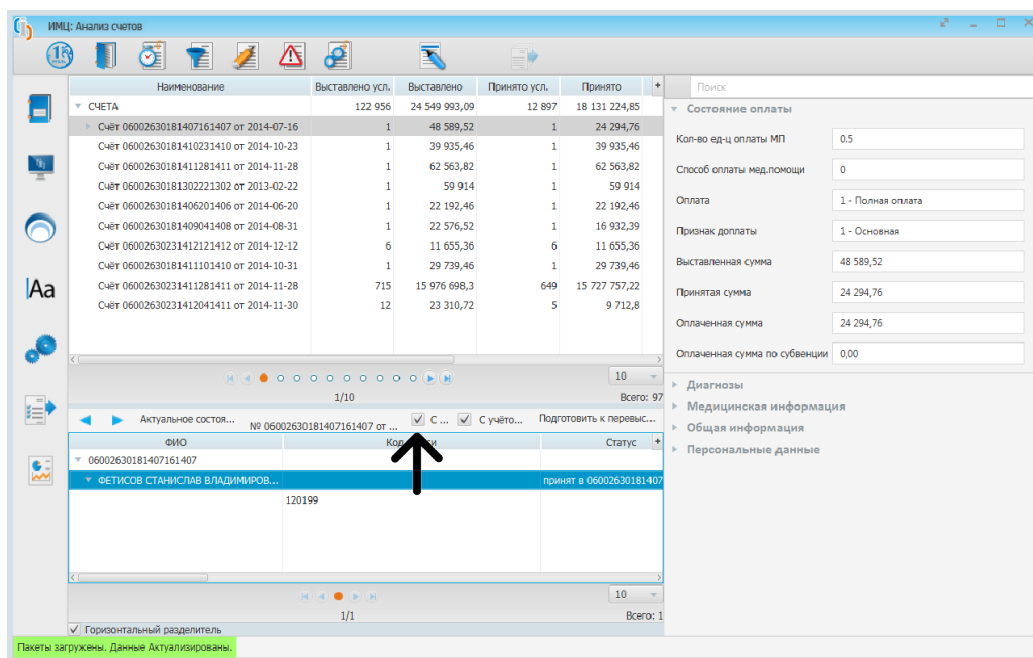 ИМЦ: Анализ счетов
Наименование Выставлено усл. Выставлено Принято усл. Принято +
СЧЕТА 122 956 24 549 993,09 12 897 18 131 224,85
Счёт 06002630181407161407 от 2014-07-16 1 48 589,52 1 24 294,76
Счёт 06002630181410231410 от 2014-10-23 1 39 935,46 1 39 935,46
Счёт 06002630181411281411 от 2014-11-28 1 62 563,82 1 62 563,82
Счёт 06002630181302221302 от 2013-02-22 1 59 914 1 59 914
Счёт 06002630181406201406 от 2014-06-20 1 22 192,46 1 22 192,46
Счёт 06002630181409041408 от 2014-08-31 1 22 576,52 1 16 932,39
Счёт 06002630231412121412 от 2014-12-12 6 11 655,36 6 11 655,36
Счёт 06002630181411101410 от 2014-10-31 1 29 739,46 1 29 739,46
Счёт 06002630231411281411 от 2014-11-28 715 15 976 698,3 649 15 727 757,22
Счёт 06002630231412041411 от 2014-11-30 12 23 310,72 5 9 712,8
10
1/10 Всего: 97
Актуальное состоя... № 06002630181407161407 от ... С ... С учёто... Подготовить к перевыс...
ФИО Статус +
06002630181407161407
ФЕТИСОВ СТАНИСЛАВ ВЛАДИМИРОВ... принят в 06002630181407
120199
10
1/1 Всего: 1
Горизонтальный разделитель
Пакеты загружены. Данные Актуализированы.
Поиск
Состояние оплаты
Кол-во ед-ц оплаты МП 0.5
Способ оплаты мед.помощи 0
Оплата 1 - Полная оплата
Признак доплаты 1 - Основная
Выставленная сумма 48 589,52
Принятая сумма 24 294,76
Оплаченная сумма 24 294,76
Оплаченная сумма по субвенции 0,00
Диагнозы
Медицинская информация
Общая информация
Персональные данные
Aa